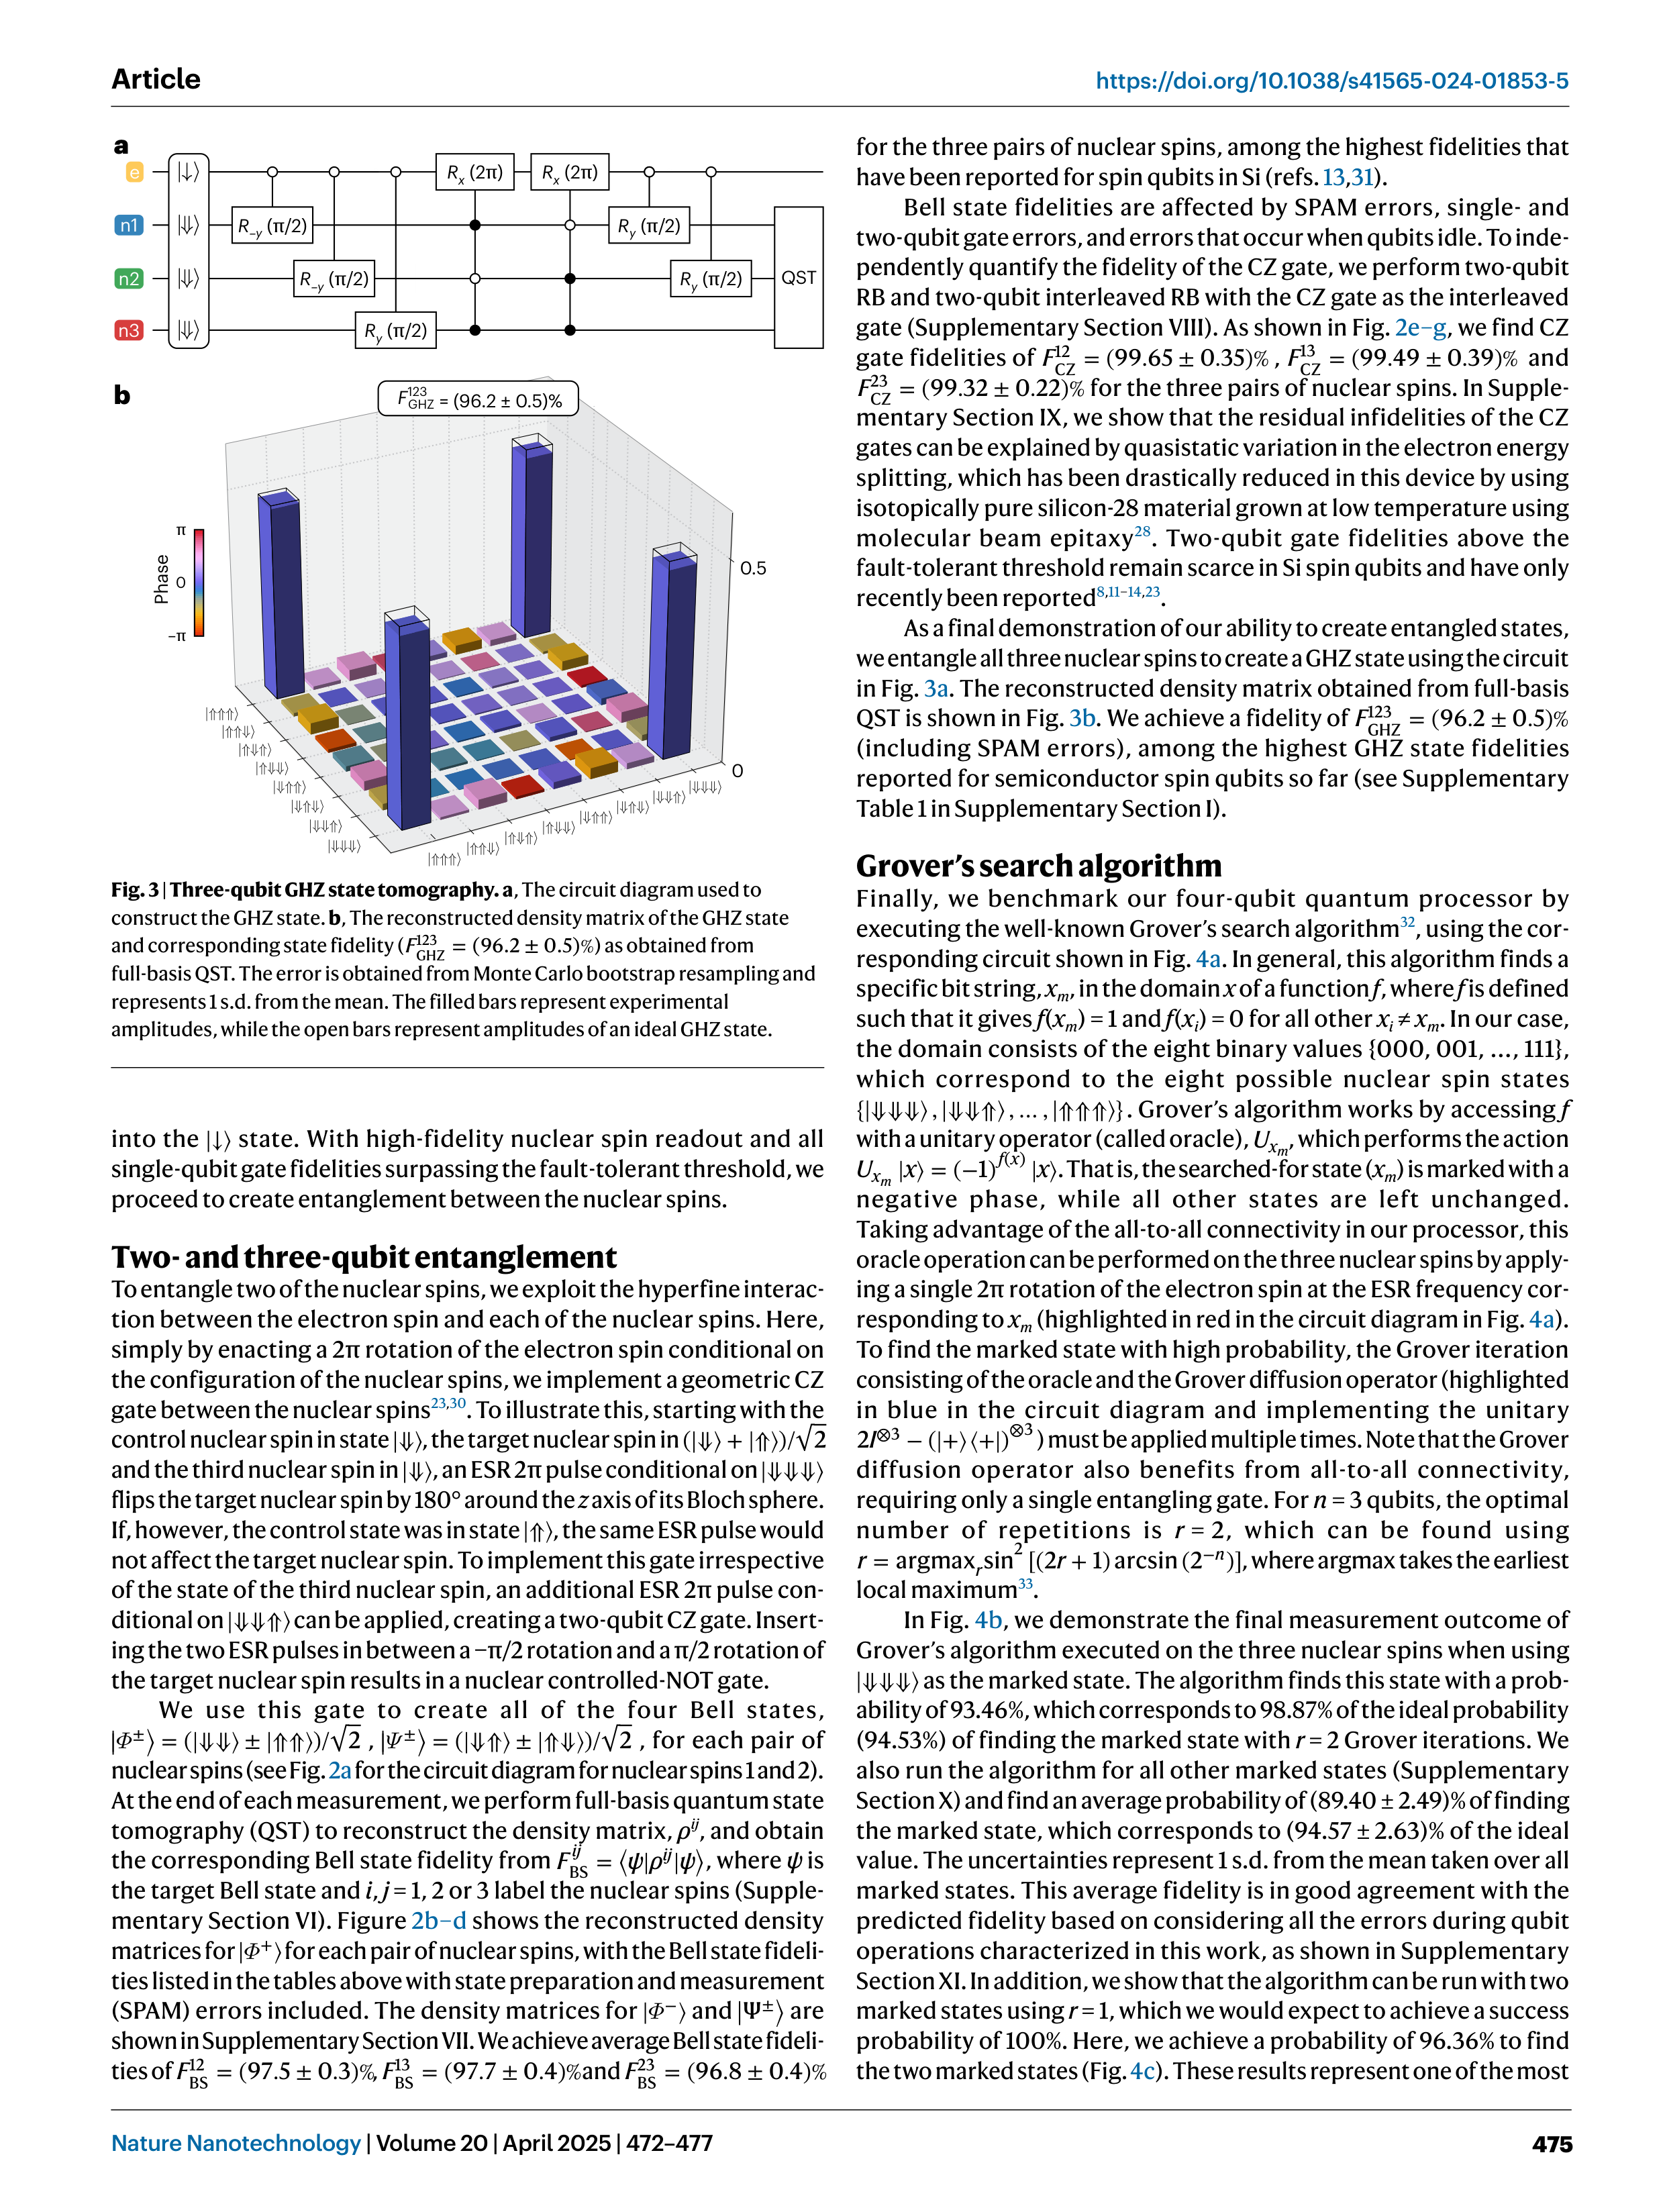 Article
https://doi.org/10.1038/s41565-024-01853-5
a
e
n1
n2
n3
|↓⟩
|⇓⟩
|⇓⟩
|⇓⟩
R−y (π/2)
R−y (π/2)
Ry (π/2)
Rx (2π)
Rx (2π)
Ry (π/2)
Ry (π/2)
QST
b
F^123_GHZ = (96.2 ± 0.5)%
Phase
π
0
−π
0.5
0
|⇑⇑⇑⟩
|⇑⇑⇓⟩
|⇑⇓⇑⟩
|⇑⇓⇓⟩
|⇓⇑⇑⟩
|⇓⇑⇓⟩
|⇓⇓⇑⟩
|⇓⇓⇓⟩
|⇑⇑⇑⟩
|⇑⇑⇓⟩
|⇑⇓⇑⟩
|⇑⇓⇓⟩
|⇓⇑⇑⟩
|⇓⇑⇓⟩
|⇓⇓⇑⟩
|⇓⇓⇓⟩
Fig. 3 | Three-qubit GHZ state tomography. a, The circuit diagram used to
construct the GHZ state. b, The reconstructed density matrix of the GHZ state
and corresponding state fidelity (F^123_GHZ = (96.2 ± 0.5)%) as obtained from
full-basis QST. The error is obtained from Monte Carlo bootstrap resampling and
represents 1 s.d. from the mean. The filled bars represent experimental
amplitudes, while the open bars represent amplitudes of an ideal GHZ state.
into the |↓⟩ state. With high-fidelity nuclear spin readout and all
single-qubit gate fidelities surpassing the fault-tolerant threshold, we
proceed to create entanglement between the nuclear spins.
Two- and three-qubit entanglement
To entangle two of the nuclear spins, we exploit the hyperfine interac-
tion between the electron spin and each of the nuclear spins. Here,
simply by enacting a 2π rotation of the electron spin conditional on
the configuration of the nuclear spins, we implement a geometric CZ
gate between the nuclear spins23,30. To illustrate this, starting with the
control nuclear spin in state |⇓⟩, the target nuclear spin in (|⇓⟩ + |⇑⟩)/√2
and the third nuclear spin in |⇓⟩, an ESR 2π pulse conditional on |⇓⇓⇓⟩
flips the target nuclear spin by 180° around the z axis of its Bloch sphere.
If, however, the control state was in state |⇑⟩, the same ESR pulse would
not affect the target nuclear spin. To implement this gate irrespective
of the state of the third nuclear spin, an additional ESR 2π pulse con-
ditional on |⇓⇓⇑⟩ can be applied, creating a two-qubit CZ gate. Insert-
ing the two ESR pulses in between a −π/2 rotation and a π/2 rotation of
the target nuclear spin results in a nuclear controlled-NOT gate.
We use this gate to create all of the four Bell states,
|Φ±⟩ = (|⇓⇓⟩ ± |⇑⇑⟩)/√2 , |Ψ±⟩ = (|⇓⇑⟩ ± |⇑⇓⟩)/√2 , for each pair of
nuclear spins (see Fig. 2a for the circuit diagram for nuclear spins 1 and 2).
At the end of each measurement, we perform full-basis quantum state
tomography (QST) to reconstruct the density matrix, ρ^ij, and obtain
the corresponding Bell state fidelity from F^ij_BS = ⟨ψ|ρ^ij|ψ⟩, where ψ is
the target Bell state and i, j = 1, 2 or 3 label the nuclear spins (Supple-
mentary Section VI). Figure 2b–d shows the reconstructed density
matrices for |Φ+⟩ for each pair of nuclear spins, with the Bell state fideli-
ties listed in the tables above with state preparation and measurement
(SPAM) errors included. The density matrices for |Φ−⟩ and |Ψ±⟩ are
shown in Supplementary Section VII. We achieve average Bell state fideli-
ties of F^12_BS = (97.5 ± 0.3)%, F^13_BS = (97.7 ± 0.4)% and F^23_BS = (96.8 ± 0.4)%
for the three pairs of nuclear spins, among the highest fidelities that
have been reported for spin qubits in Si (refs. 13,31).
Bell state fidelities are affected by SPAM errors, single- and
two-qubit gate errors, and errors that occur when qubits idle. To inde-
pendently quantify the fidelity of the CZ gate, we perform two-qubit
RB and two-qubit interleaved RB with the CZ gate as the interleaved
gate (Supplementary Section VIII). As shown in Fig. 2e–g, we find CZ
gate fidelities of F^12_CZ = (99.65 ± 0.35)% , F^13_CZ = (99.49 ± 0.39)% and
F^23_CZ = (99.32 ± 0.22)% for the three pairs of nuclear spins. In Supple-
mentary Section IX, we show that the residual infidelities of the CZ
gates can be explained by quasistatic variation in the electron energy
splitting, which has been drastically reduced in this device by using
isotopically pure silicon-28 material grown at low temperature using
molecular beam epitaxy28. Two-qubit gate fidelities above the
fault-tolerant threshold remain scarce in Si spin qubits and have only
recently been reported8,11–14,23.
As a final demonstration of our ability to create entangled states,
we entangle all three nuclear spins to create a GHZ state using the circuit
in Fig. 3a. The reconstructed density matrix obtained from full-basis
QST is shown in Fig. 3b. We achieve a fidelity of F^123_GHZ = (96.2 ± 0.5)%
(including SPAM errors), among the highest GHZ state fidelities
reported for semiconductor spin qubits so far (see Supplementary
Table 1 in Supplementary Section I).
Grover's search algorithm
Finally, we benchmark our four-qubit quantum processor by
executing the well-known Grover's search algorithm32, using the cor-
responding circuit shown in Fig. 4a. In general, this algorithm finds a
specific bit string, xm, in the domain x of a function f, where f is defined
such that it gives f(xm) = 1 and f(xi) = 0 for all other xi ≠ xm. In our case,
the domain consists of the eight binary values {000, 001, …, 111},
which correspond to the eight possible nuclear spin states
{|⇓⇓⇓⟩, |⇓⇓⇑⟩, … , |⇑⇑⇑⟩} . Grover's algorithm works by accessing f
with a unitary operator (called oracle), Uxm, which performs the action
Uxm |x⟩ = (−1)^f(x) |x⟩. That is, the searched-for state (xm) is marked with a
negative phase, while all other states are left unchanged.
Taking advantage of the all-to-all connectivity in our processor, this
oracle operation can be performed on the three nuclear spins by apply-
ing a single 2π rotation of the electron spin at the ESR frequency cor-
responding to xm (highlighted in red in the circuit diagram in Fig. 4a).
To find the marked state with high probability, the Grover iteration
consisting of the oracle and the Grover diffusion operator (highlighted
in blue in the circuit diagram and implementing the unitary
2I^⊗3 − (|+⟩⟨+|)^⊗3 ) must be applied multiple times. Note that the Grover
diffusion operator also benefits from all-to-all connectivity,
requiring only a single entangling gate. For n = 3 qubits, the optimal
number of repetitions is r = 2, which can be found using
r = argmax_r sin^2 [(2r + 1) arcsin (2^−n)], where argmax takes the earliest
local maximum33.
In Fig. 4b, we demonstrate the final measurement outcome of
Grover's algorithm executed on the three nuclear spins when using
|⇓⇓⇓⟩ as the marked state. The algorithm finds this state with a prob-
ability of 93.46%, which corresponds to 98.87% of the ideal probability
(94.53%) of finding the marked state with r = 2 Grover iterations. We
also run the algorithm for all other marked states (Supplementary
Section X) and find an average probability of (89.40 ± 2.49)% of finding
the marked state, which corresponds to (94.57 ± 2.63)% of the ideal
value. The uncertainties represent 1 s.d. from the mean taken over all
marked states. This average fidelity is in good agreement with the
predicted fidelity based on considering all the errors during qubit
operations characterized in this work, as shown in Supplementary
Section XI. In addition, we show that the algorithm can be run with two
marked states using r = 1, which we would expect to achieve a success
probability of 100%. Here, we achieve a probability of 96.36% to find
the two marked states (Fig. 4c). These results represent one of the most
Nature Nanotechnology | Volume 20 | April 2025 | 472–477
475